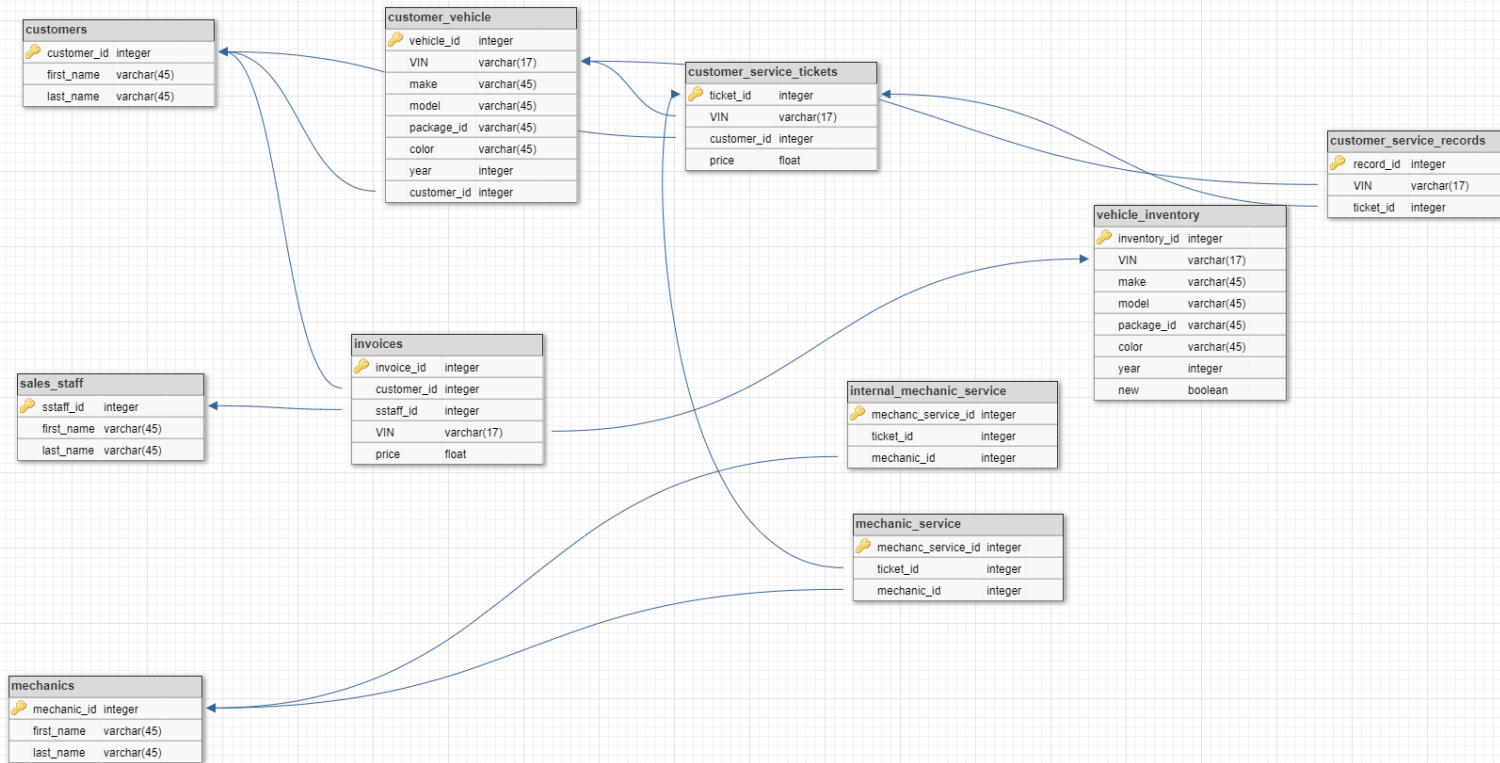 customers
customer_id integer
first_name varchar(45)
last_name varchar(45)
customer_vehicle
vehicle_id integer
VIN varchar(17)
make varchar(45)
model varchar(45)
package_id varchar(45)
color varchar(45)
year integer
customer_id integer
customer_service_tickets
ticket_id integer
VIN varchar(17)
customer_id integer
price float
customer_service_records
record_id integer
VIN varchar(17)
ticket_id integer
vehicle_inventory
inventory_id integer
VIN varchar(17)
make varchar(45)
model varchar(45)
package_id varchar(45)
color varchar(45)
year integer
new boolean
invoices
invoice_id integer
customer_id integer
sstaff_id integer
VIN varchar(17)
price float
sales_staff
sstaff_id integer
first_name varchar(45)
last_name varchar(45)
internal_mechanic_service
mechanc_service_id integer
ticket_id integer
mechanic_id integer
mechanic_service
mechanc_service_id integer
ticket_id integer
mechanic_id integer
mechanics
mechanic_id integer
first_name varchar(45)
last_name varchar(45)